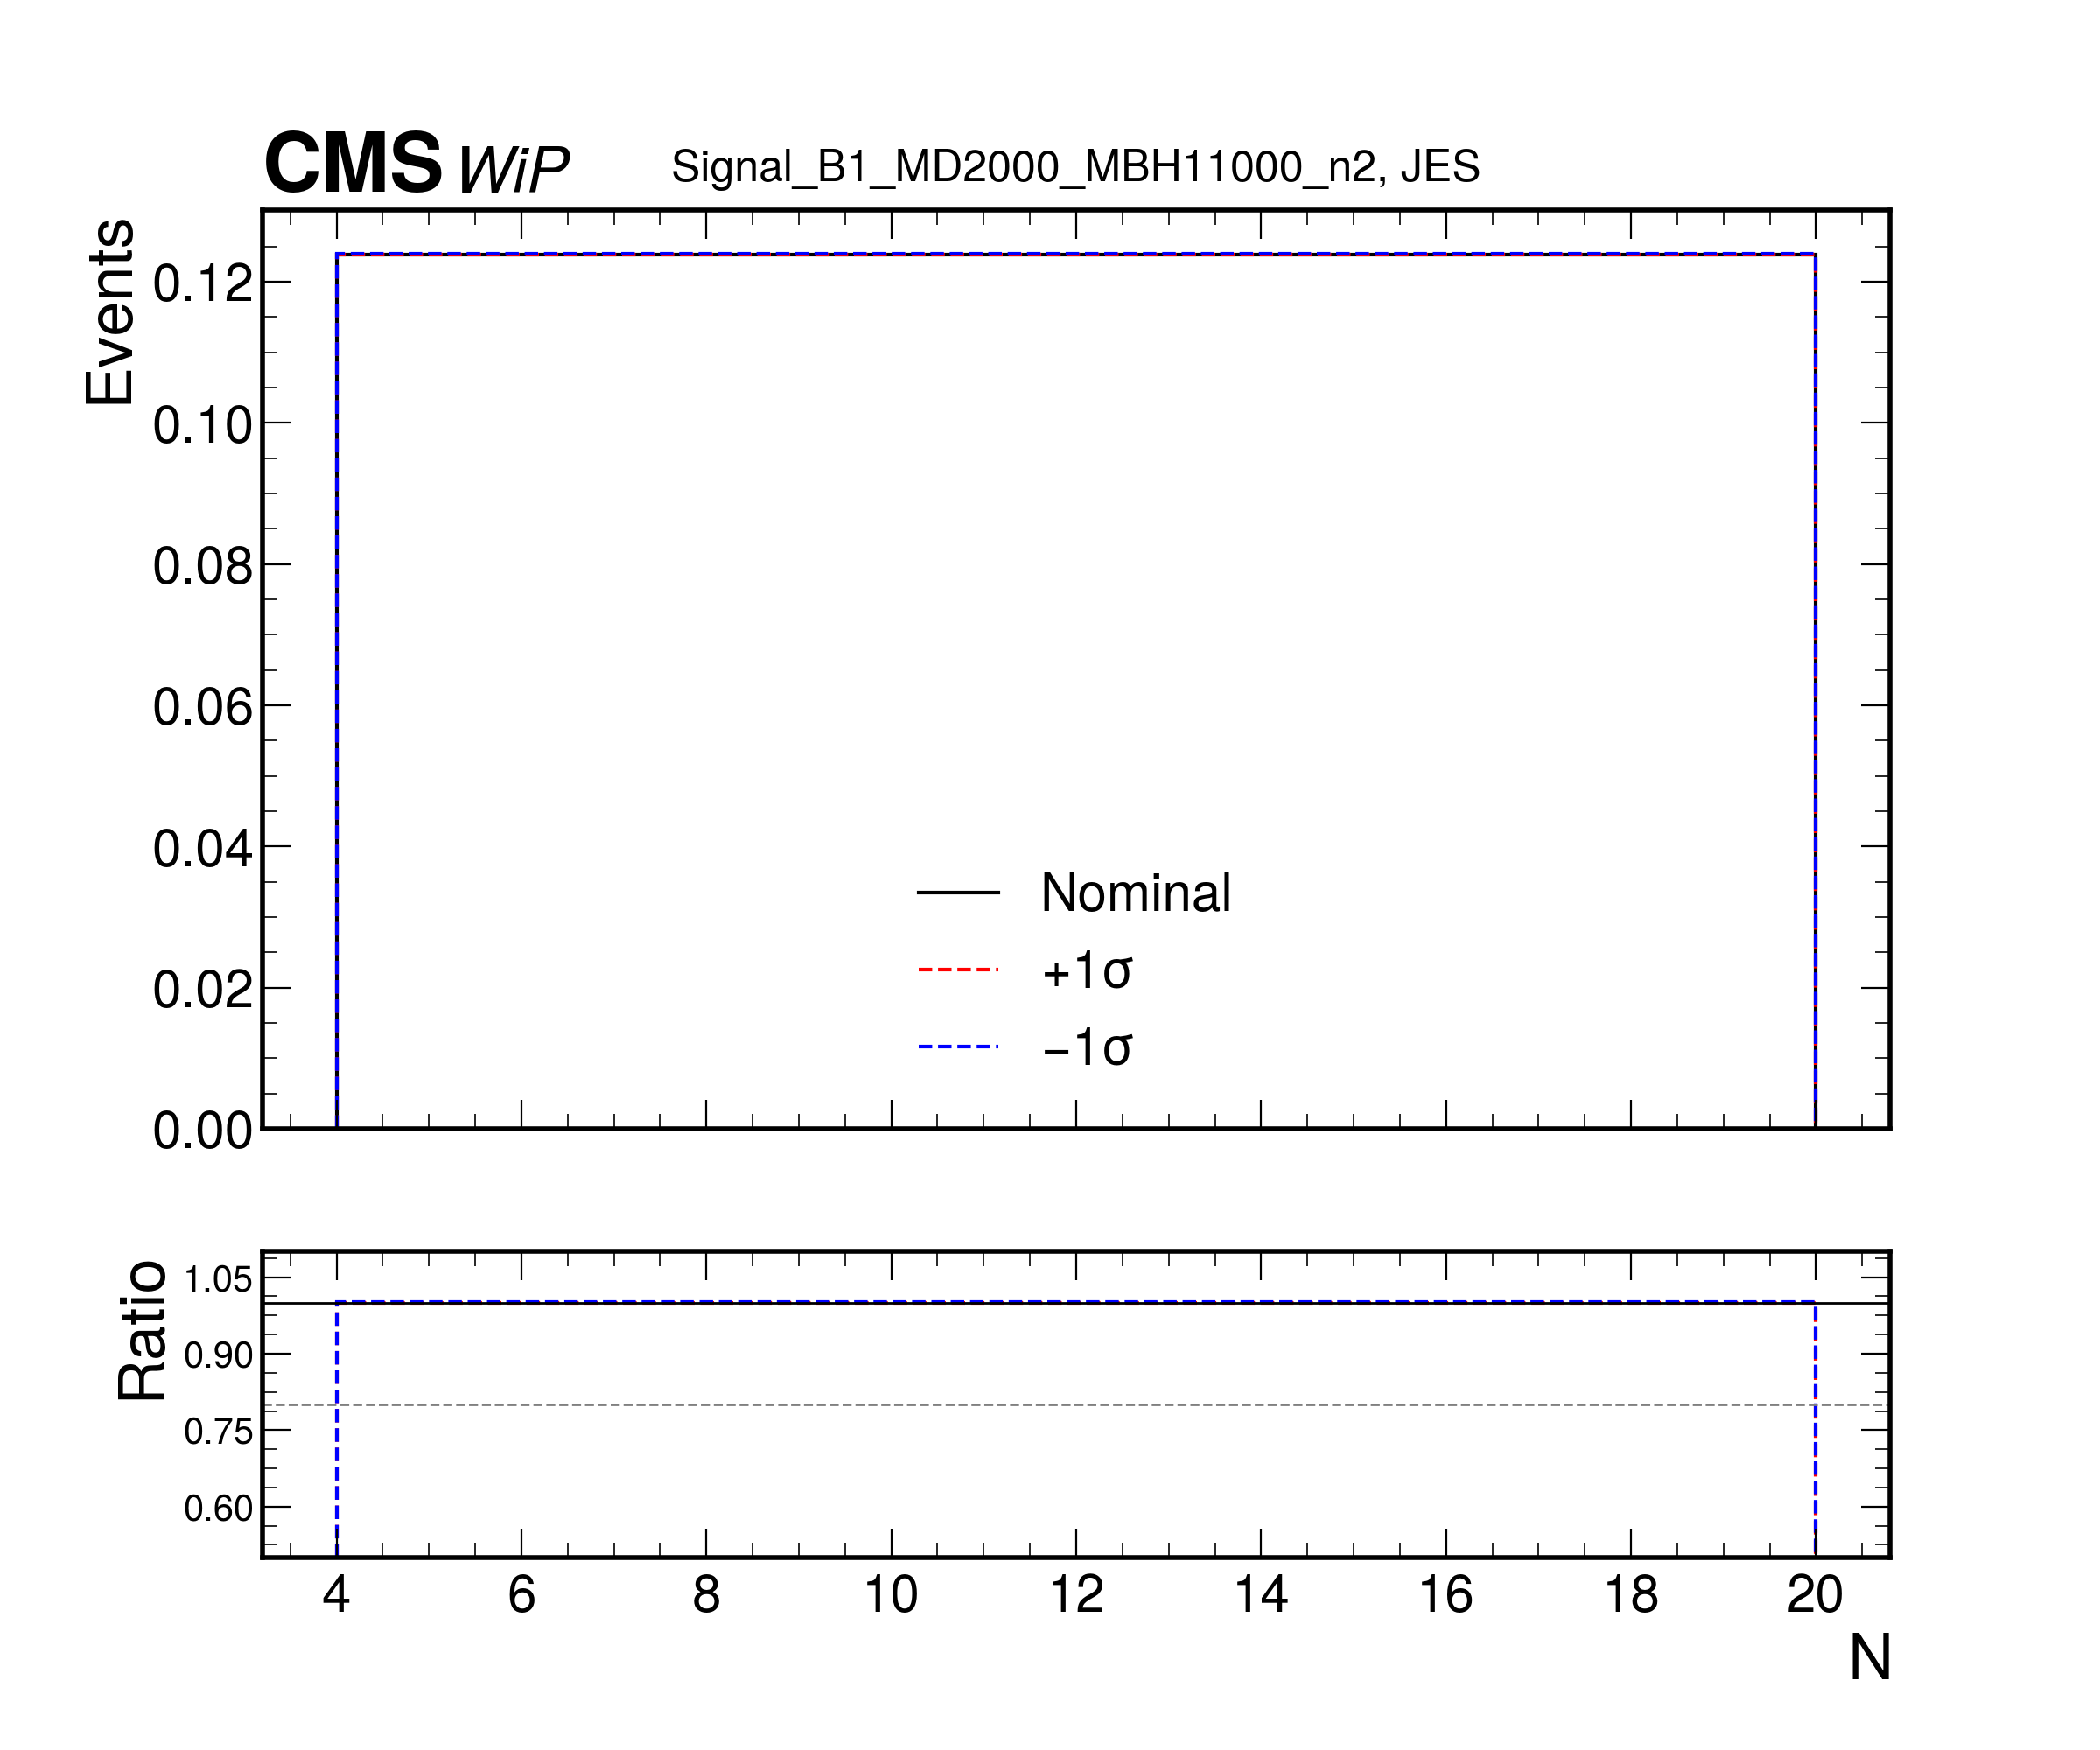 CMS WiP Signal_B1_MD2000_MBH11000_n2, JES
Events
0.12
0.10
0.08
0.06
0.04
0.02
0.00
Nominal
+1σ
−1σ
Ratio
1.05
0.90
0.75
0.60
4 6 8 10 12 14 16 18 20
N